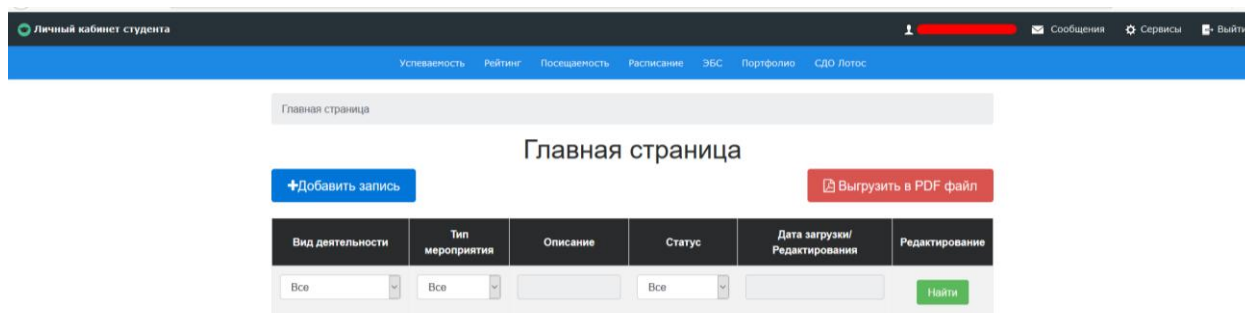 Личный кабинет студента Сообщения Сервисы Выйти
Успеваемость Рейтинг Посещаемость Расписание ЭБС Портфолио СДО Лотос
Главная страница
Главная страница
Добавить запись Выгрузить в PDF файл
Вид деятельности Тип мероприятия Описание Статус Дата загрузки/ Редактирования Редактирование
Все Все Все Найти